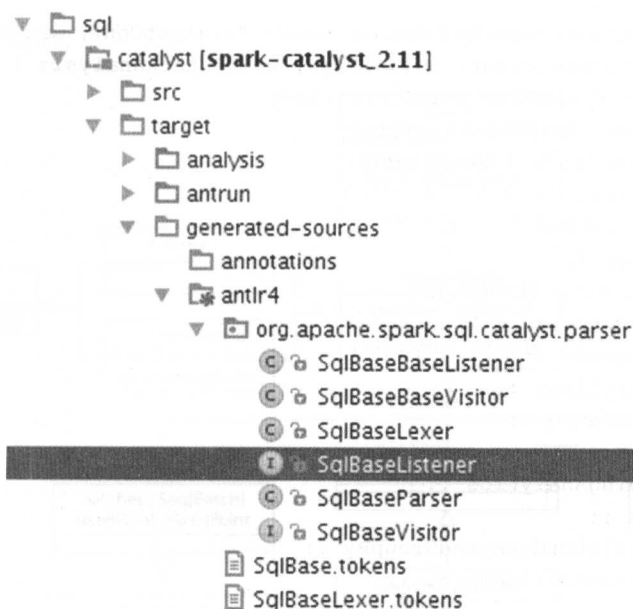 sql
catalyst [spark-catalyst_2.11]
src
target
analysis
antrun
generated-sources
annotations
antlr4
org.apache.spark.sql.catalyst.parser
C SqlBaseBaseListener
C SqlBaseBaseVisitor
C SqlBaseLexer
I SqlBaseListener
C SqlBaseParser
I SqlBaseVisitor
SqlBase.tokens
SqlBaseLexer.tokens